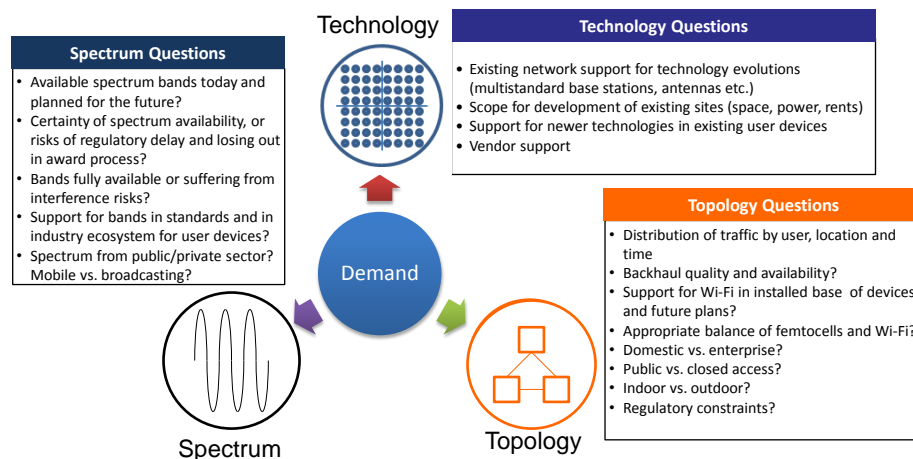 Technology
Spectrum Questions
• Available spectrum bands today and
planned for the future?
• Certainty of spectrum availability, or
risks of regulatory delay and losing out
in award process?
• Bands fully available or suffering from
interference risks?
• Support for bands in standards and in
industry ecosystem for user devices?
• Spectrum from public/private sector?
Mobile vs. broadcasting?
Technology Questions
• Existing network support for technology evolutions
(multistandard base stations, antennas etc.)
• Scope for development of existing sites (space, power, rents)
• Support for newer technologies in existing user devices
• Vendor support
Demand
Topology Questions
• Distribution of traffic by user, location and
time
• Backhaul quality and availability?
• Support for Wi-Fi in installed base of devices
and future plans?
• Appropriate balance of femtocells and Wi-Fi?
• Domestic vs. enterprise?
• Public vs. closed access?
• Indoor vs. outdoor?
• Regulatory constraints?
Spectrum
Topology